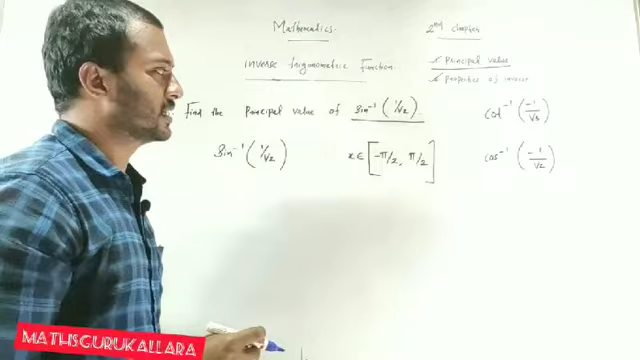 Mathematics
2nd chapter
inverse trigonometric Function.
Principal value
Properties of inverse
Find the Principal value of Sin⁻¹ (1/√2).
Sin⁻¹ (1/√2)
x ∈ [-π/2, π/2]
cot⁻¹ (-1/√3)
cos⁻¹ (-1/√2)
MATHSGURUKALLARA